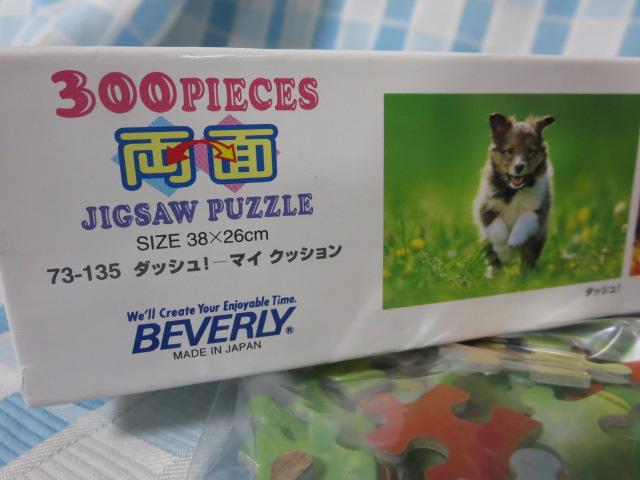 300PIECES
両面
JIGSAW PUZZLE
SIZE 38×26cm
73-135 ダッシュ!－マイ クッション
We'll Create Your Enjoyable Time.
BEVERLY®
MADE IN JAPAN
ダッシュ!